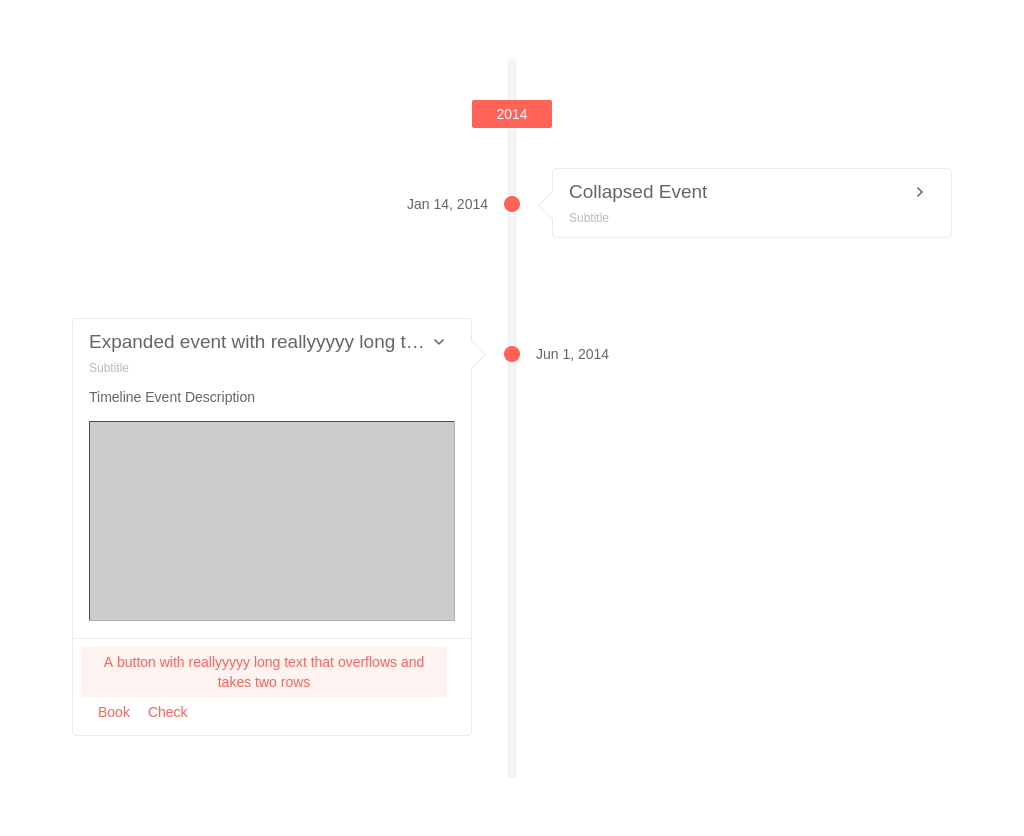 2014
Jan 14, 2014
Collapsed Event
Subtitle
Expanded event with reallyyyyy long t…
Subtitle
Jun 1, 2014
Timeline Event Description
A button with reallyyyyy long text that overflows and
takes two rows
Book Check